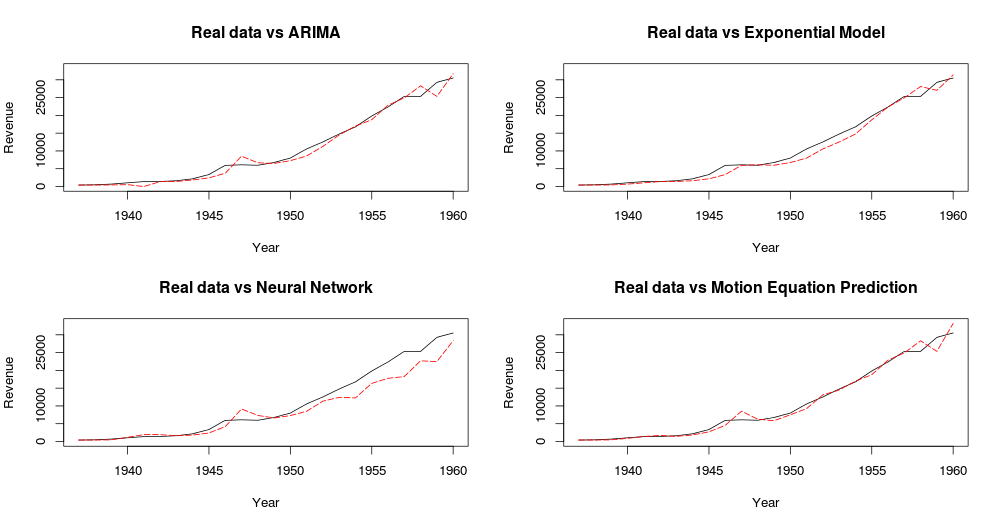 Real data vs ARIMA
Revenue
25000
10000
0
1940 1945 1950 1955 1960
Year
Real data vs Exponential Model
Revenue
25000
10000
0
1940 1945 1950 1955 1960
Year
Real data vs Neural Network
Revenue
25000
10000
0
1940 1945 1950 1955 1960
Year
Real data vs Motion Equation Prediction
Revenue
25000
10000
0
1940 1945 1950 1955 1960
Year